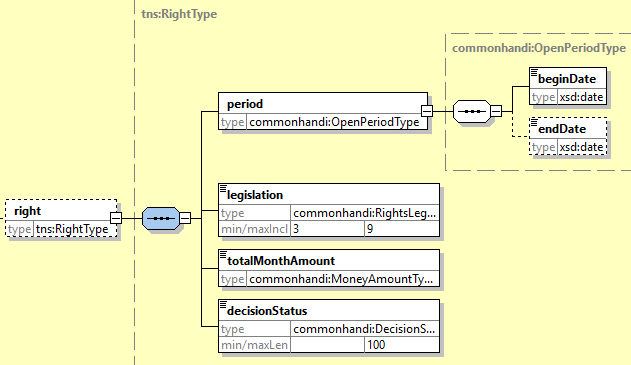 tns:RightType
commonhandi:OpenPeriodType
beginDate
type xsd:date
endDate
type xsd:date
period
type commonhandi:OpenPeriodType
legislation
type commonhandi:RightsLeg...
min/maxIncl 3 9
right
type tns:RightType
totalMonthAmount
type commonhandi:MoneyAmountTy...
decisionStatus
type commonhandi:DecisionS...
min/maxLen 100